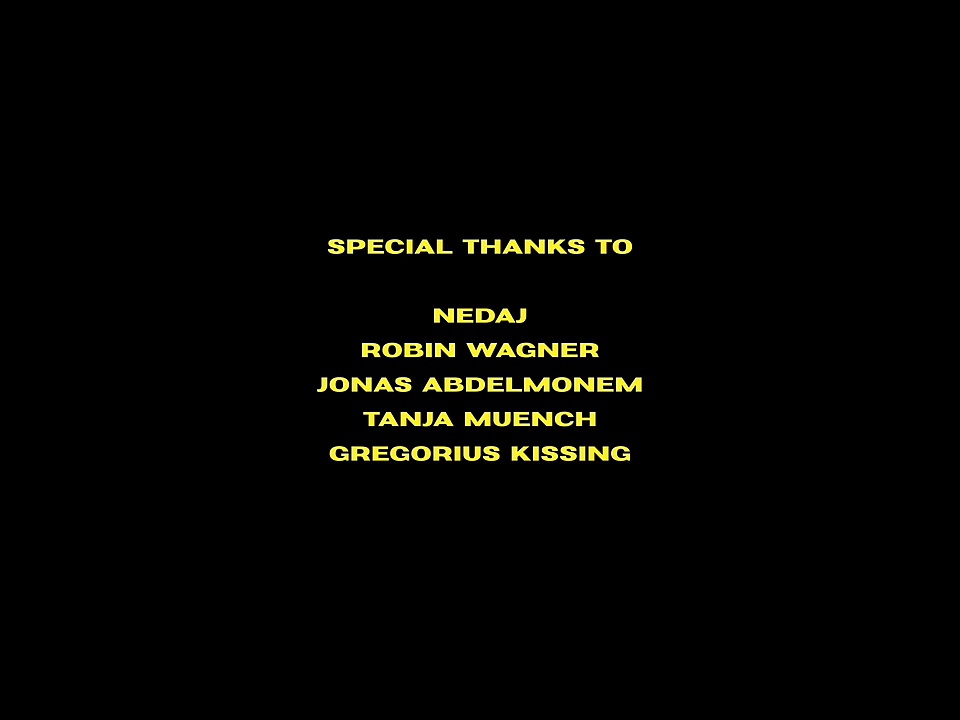 SPECIAL THANKS TO
NEDAJ
ROBIN WAGNER
JONAS ABDELMONEM
TANJA MUENCH
GREGORIUS KISSING